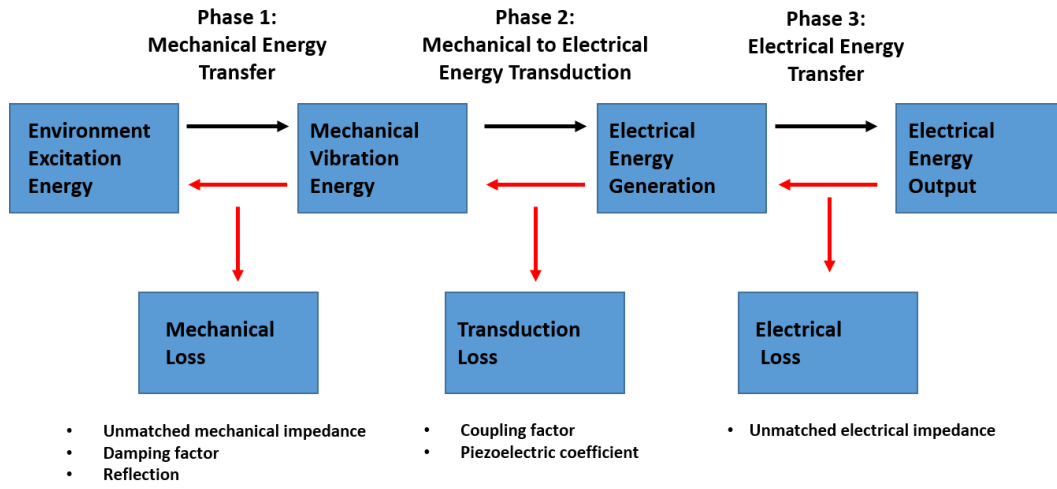 Phase 1:
Mechanical Energy
Transfer
Phase 2:
Mechanical to Electrical
Energy Transduction
Phase 3:
Electrical Energy
Transfer
Environment
Excitation
Energy
Mechanical
Vibration
Energy
Electrical
Energy
Generation
Electrical
Energy
Output
Mechanical
Loss
Transduction
Loss
Electrical
Loss
• Unmatched mechanical impedance
• Damping factor
• Reflection
• Coupling factor
• Piezoelectric coefficient
• Unmatched electrical impedance